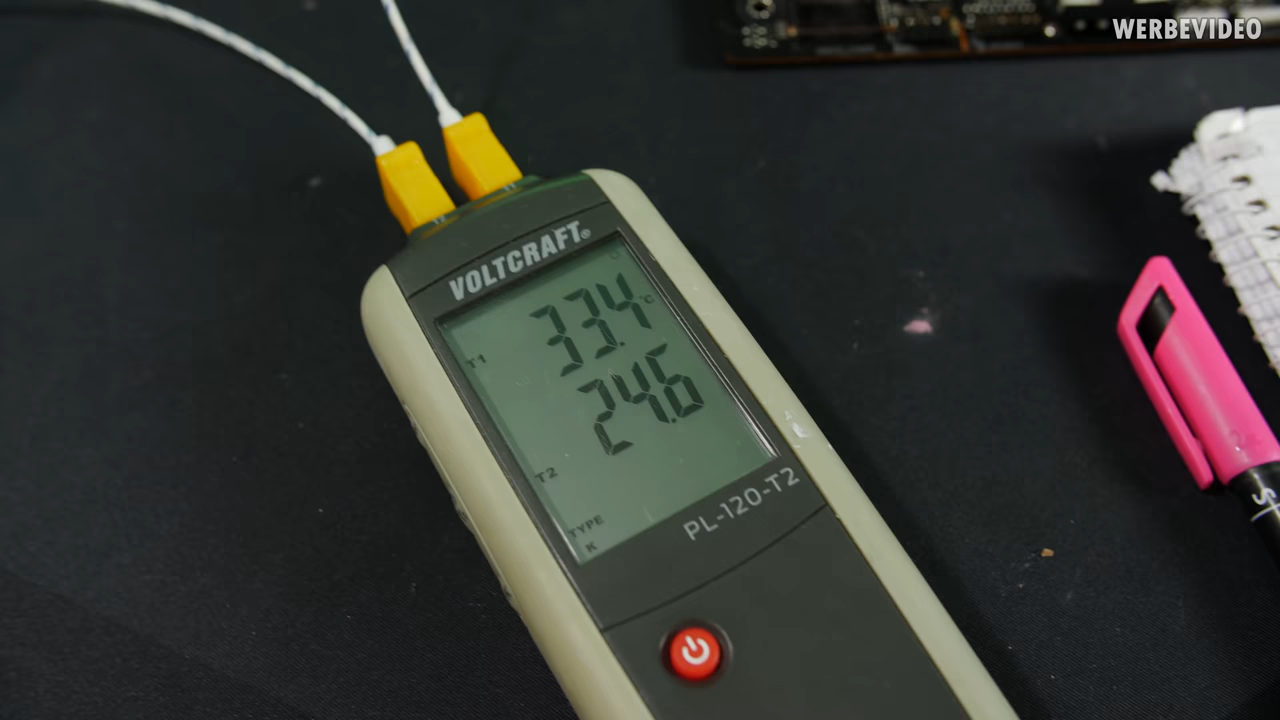 WERBEVIDEO
VOLTCRAFT®
33.4 °C
T1
24.6
T2
TYPE
K
PL-120-T2